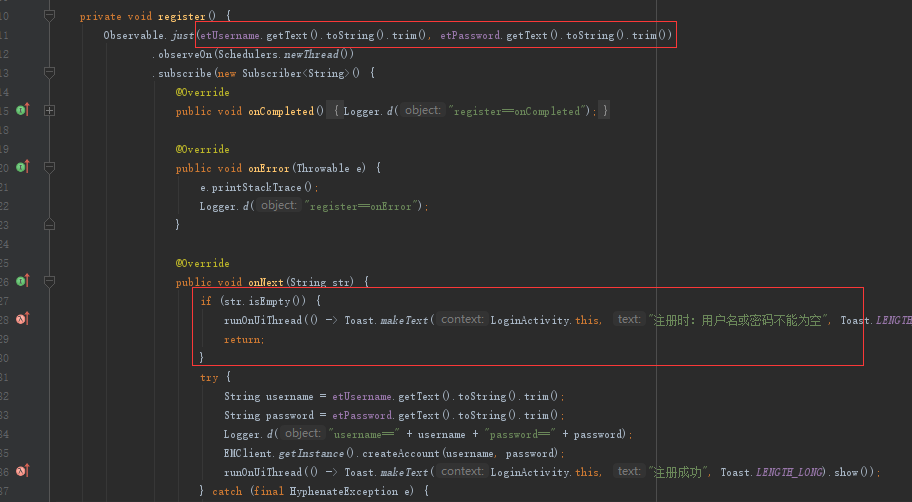 10 private void register() {
11 Observable.just(etUsername.getText().toString().trim(), etPassword.getText().toString().trim())
12 .observeOn(Schedulers.newThread())
13 .subscribe(new Subscriber<String>() {
14 @Override
15 public void onCompleted() { Logger.d( object: "register==onCompleted"); }
18
19 @Override
20 public void onError(Throwable e) {
21 e.printStackTrace();
22 Logger.d( object: "register==onError");
23 }
24
25 @Override
26 public void onNext(String str) {
27 if (str.isEmpty()) {
28 runOnUiThread(() -> Toast.makeText( context: LoginActivity.this, text: "注册时: 用户名或密码不能为空", Toast.LENGTH
29 return;
30 }
31 try {
32 String username = etUsername.getText().toString().trim();
33 String password = etPassword.getText().toString().trim();
34 Logger.d( object: "username==" + username + "password==" + password);
35 EMClient.getInstance().createAccount(username, password);
36 runOnUiThread(() -> Toast.makeText( context: LoginActivity.this, text: "注册成功", Toast.LENGTH_LONG).show());
37 } catch (final HyphenateException e) {